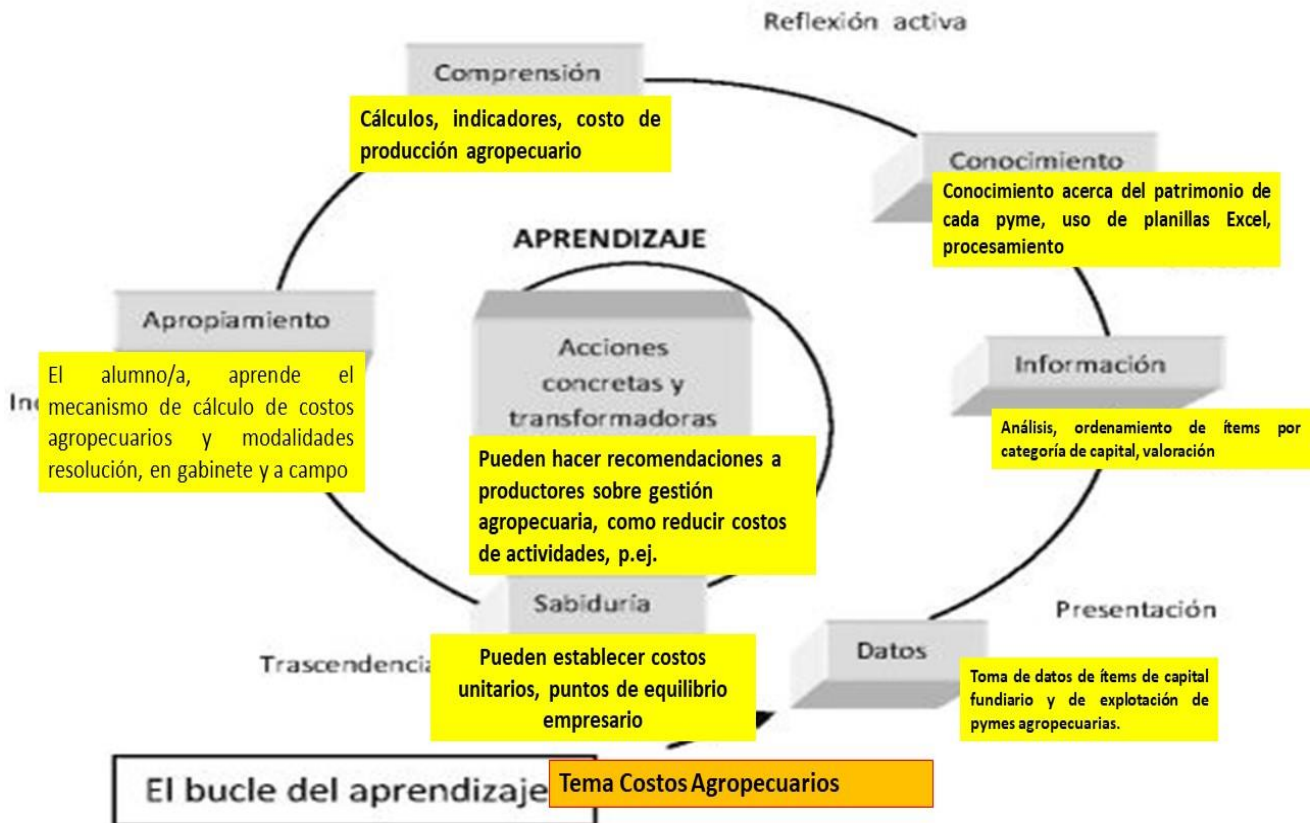 Reflexión activa
Comprensión
Cálculos, indicadores, costo de
producción agropecuario
Conocimiento
Conocimiento acerca del patrimonio de
cada pyme, uso de planillas Excel,
procesamiento
APRENDIZAJE
Apropiamiento
El alumno/a, aprende el
mecanismo de cálculo de costos
agropecuarios y modalidades
resolución, en gabinete y a campo
Acciones
concretas y
transformadoras
Pueden hacer recomendaciones a
productores sobre gestión
agropecuaria, como reducir costos
de actividades, p.ej.
Información
Análisis, ordenamiento de ítems por
categoría de capital, valoración
Sabiduría
Trascendencia
Pueden establecer costos
unitarios, puntos de equilibrio
empresario
Presentación
Datos
Toma de datos de ítems de capital
fundiario y de explotación de
pymes agropecuarias.
El bucle del aprendizaje
Tema Costos Agropecuarios